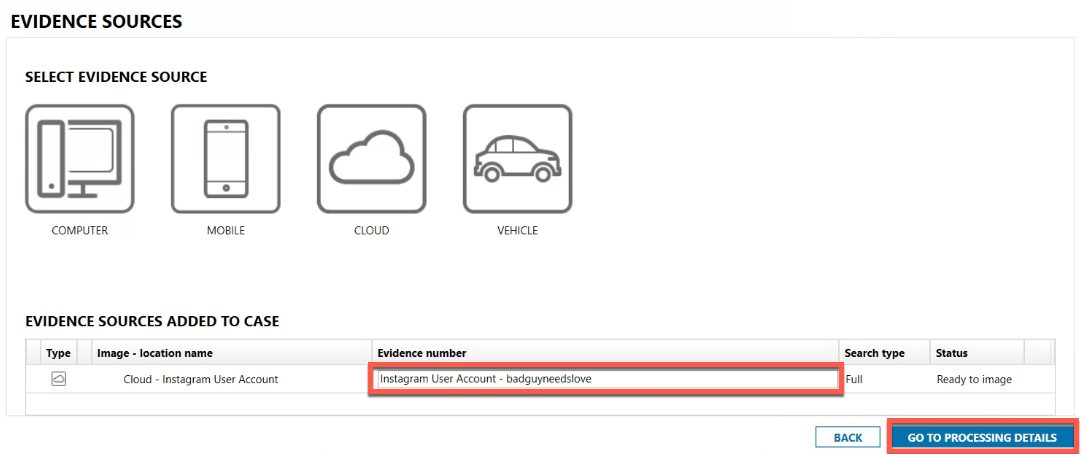 EVIDENCE SOURCES
SELECT EVIDENCE SOURCE
COMPUTER MOBILE CLOUD VEHICLE
EVIDENCE SOURCES ADDED TO CASE
Type Image - location name Evidence number Search type Status
Cloud - Instagram User Account Instagram User Account - badguyneedslove Full Ready to image
BACK GO TO PROCESSING DETAILS